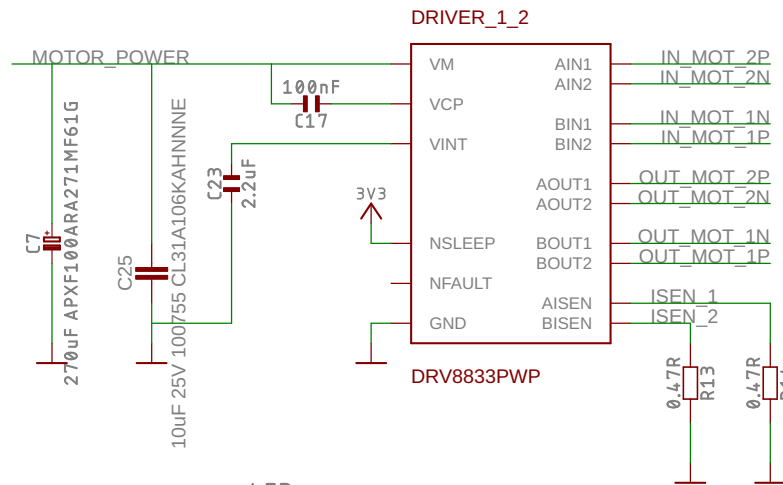 DRIVER_1_2
MOTOR_POWER
VM
AIN1
IN_MOT_2P
AIN2
IN_MOT_2N
100nF
C17
VCP
BIN1
IN_MOT_1N
VINT
BIN2
IN_MOT_1P
C23
2.2uF
AOUT1
OUT_MOT_2P
AOUT2
OUT_MOT_2N
3V3
NSLEEP
BOUT1
OUT_MOT_1N
BOUT2
OUT_MOT_1P
C7
270uF APXF100ARA271MF61G
C25
10uF 25V 100755 CL31A106KAHNNNE
NFAULT
AISEN
ISEN_1
GND
BISEN
ISEN_2
DRV8833PWP
0.47R
R13
0.47R